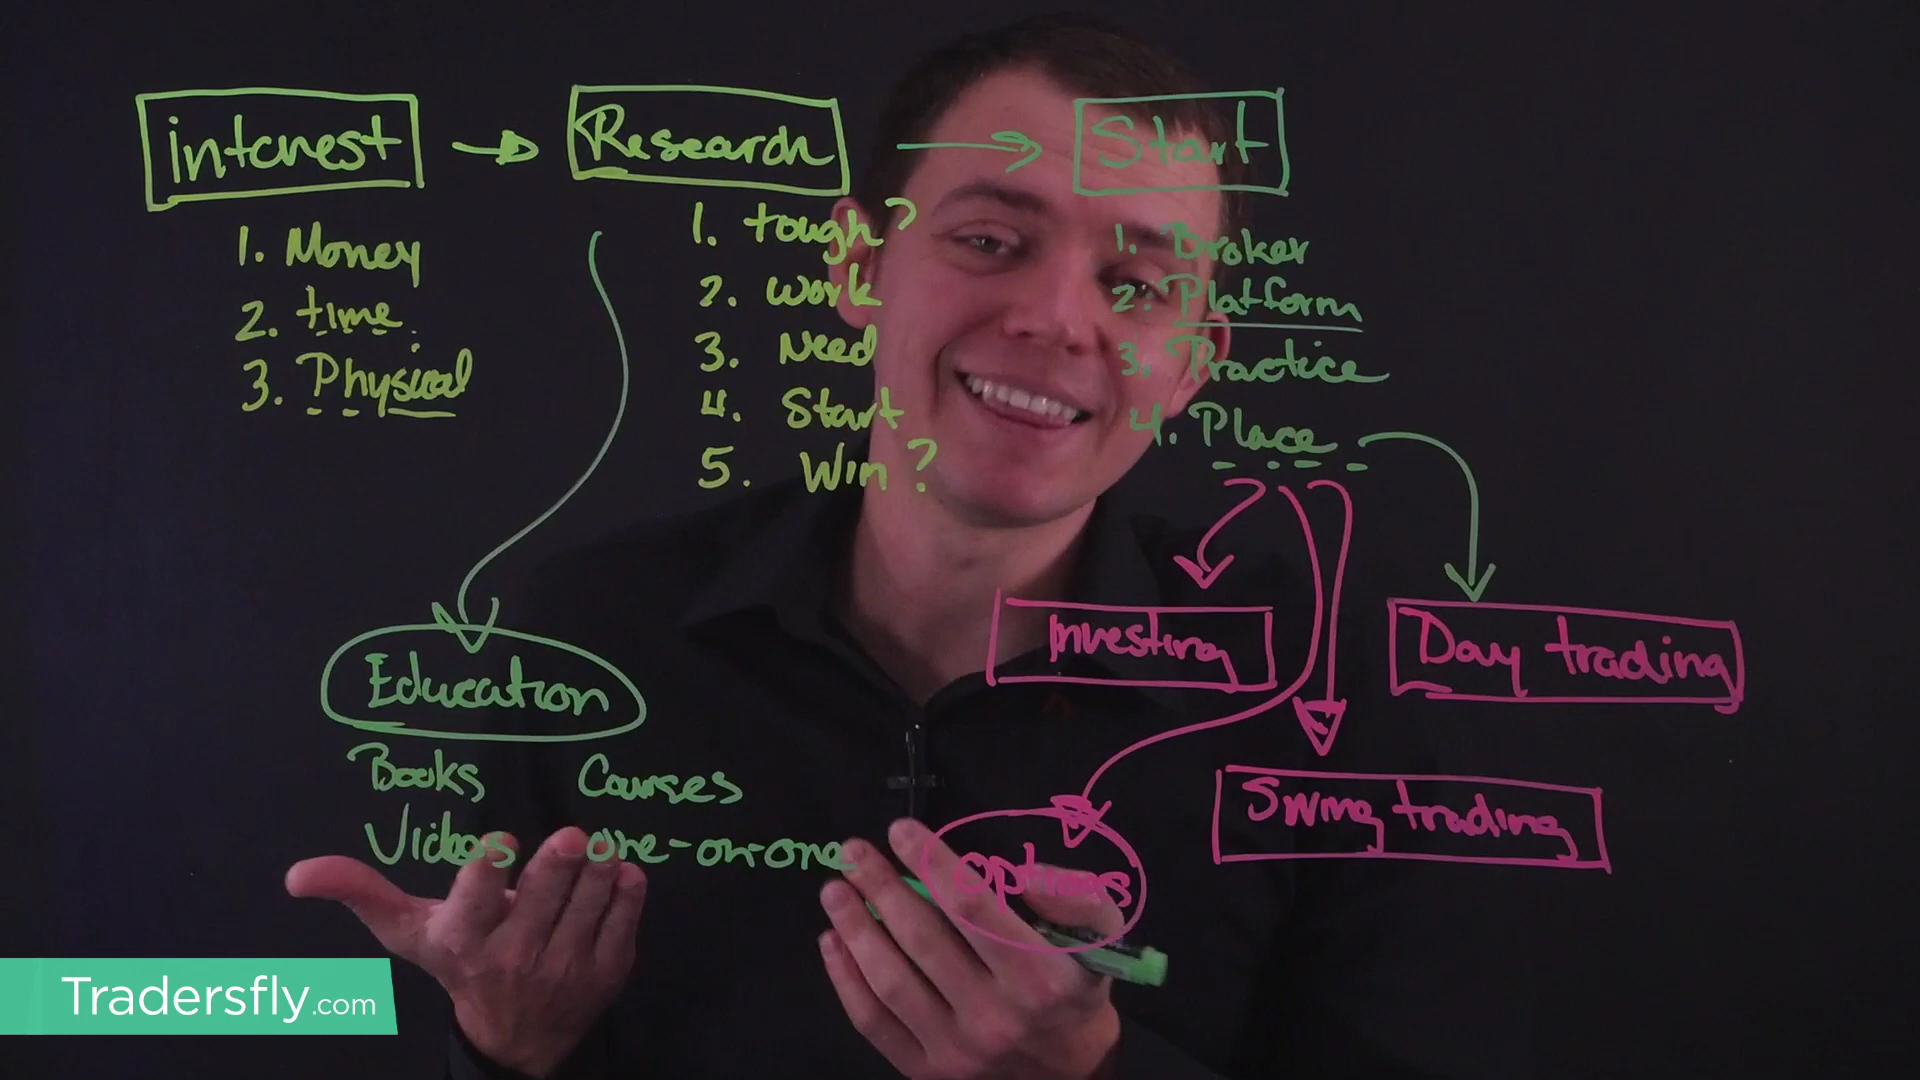 interest
1. Money
2. time
3. Physical
Research
1. tough?
2. work
3. Need
4. Start
5. Win?
Start
1. Broker
2. Platform
3. Practice
4. Place
Education
Books Courses
Videos one-on-one
Investing
Day trading
Swing trading
options
Tradersfly.com